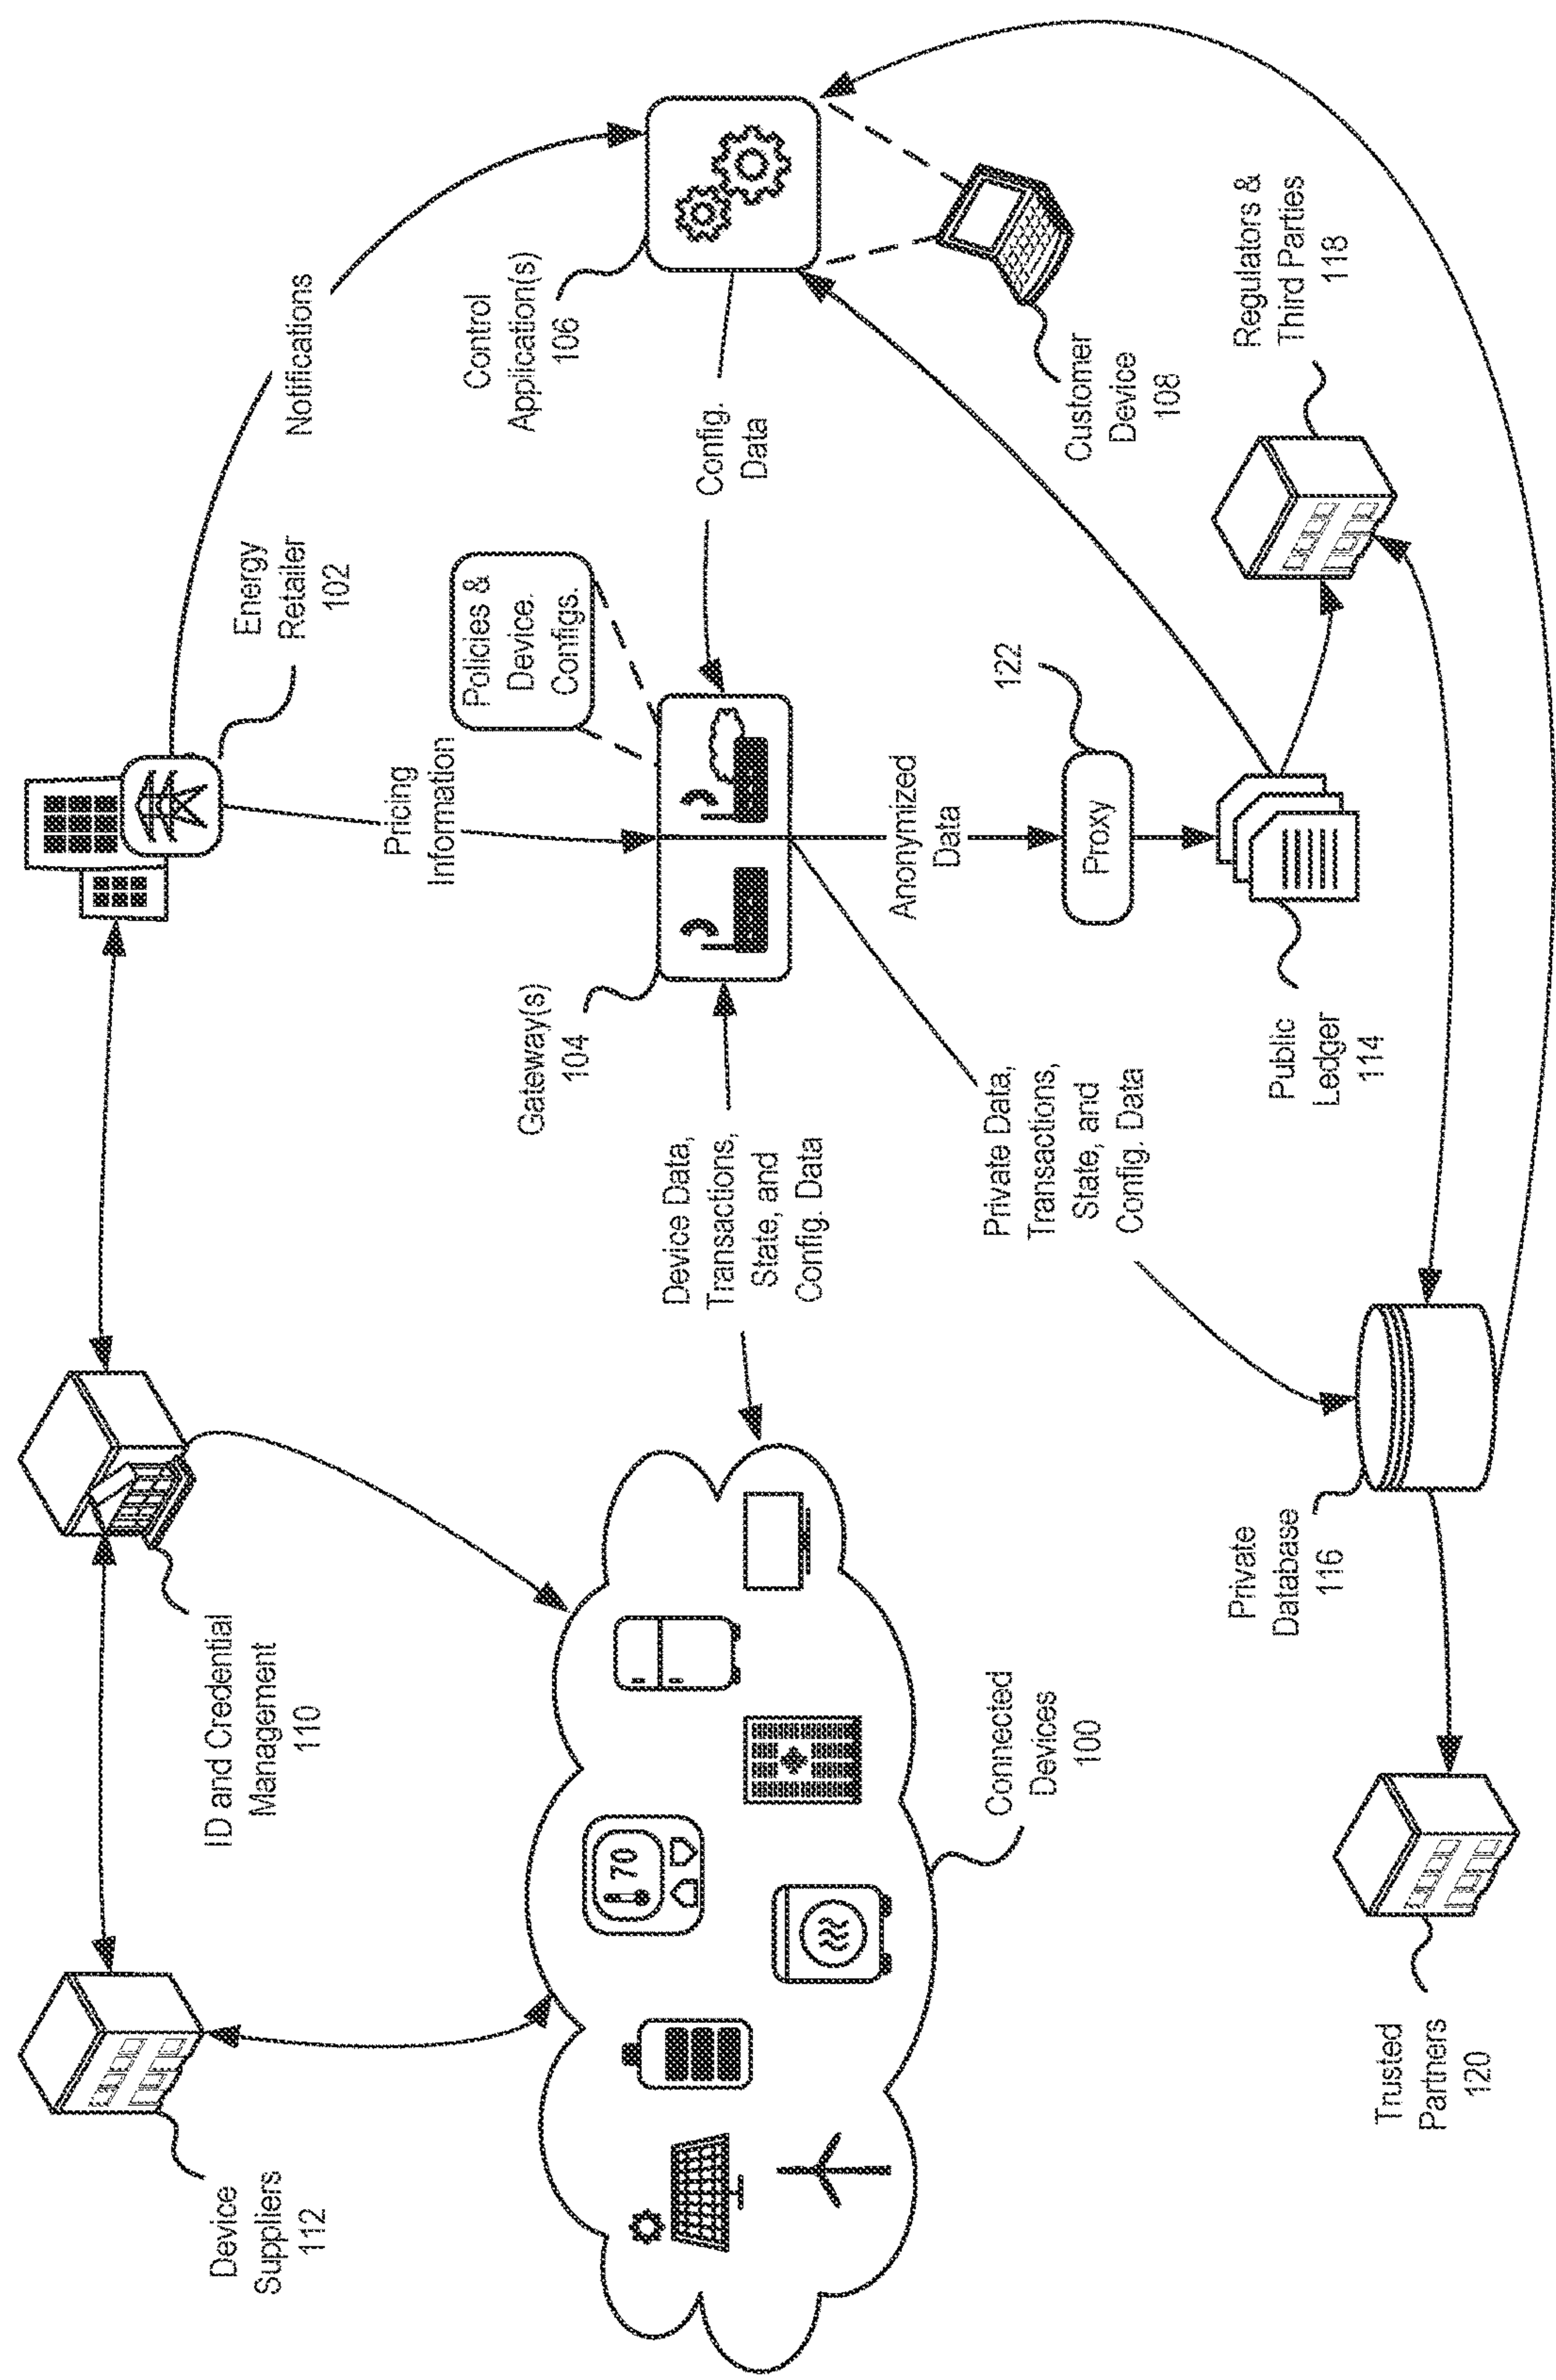 Device
Suppliers
112
ID and Credential
Management
110
Energy
Retailer
102
Notifications
Pricing
Information
Policies &
Device.
Configs.
Control
Application(s)
106
Gateway(s)
104
Config.
Data
70
Device Data,
Transactions,
State, and
Config. Data
Connected
Devices
100
Anonymized
Data
122
Proxy
Customer
Device
108
Private Data,
Transactions,
State, and
Config. Data
Public
Ledger
114
Regulators &
Third Parties
118
Private
Database
116
Trusted
Partners
120